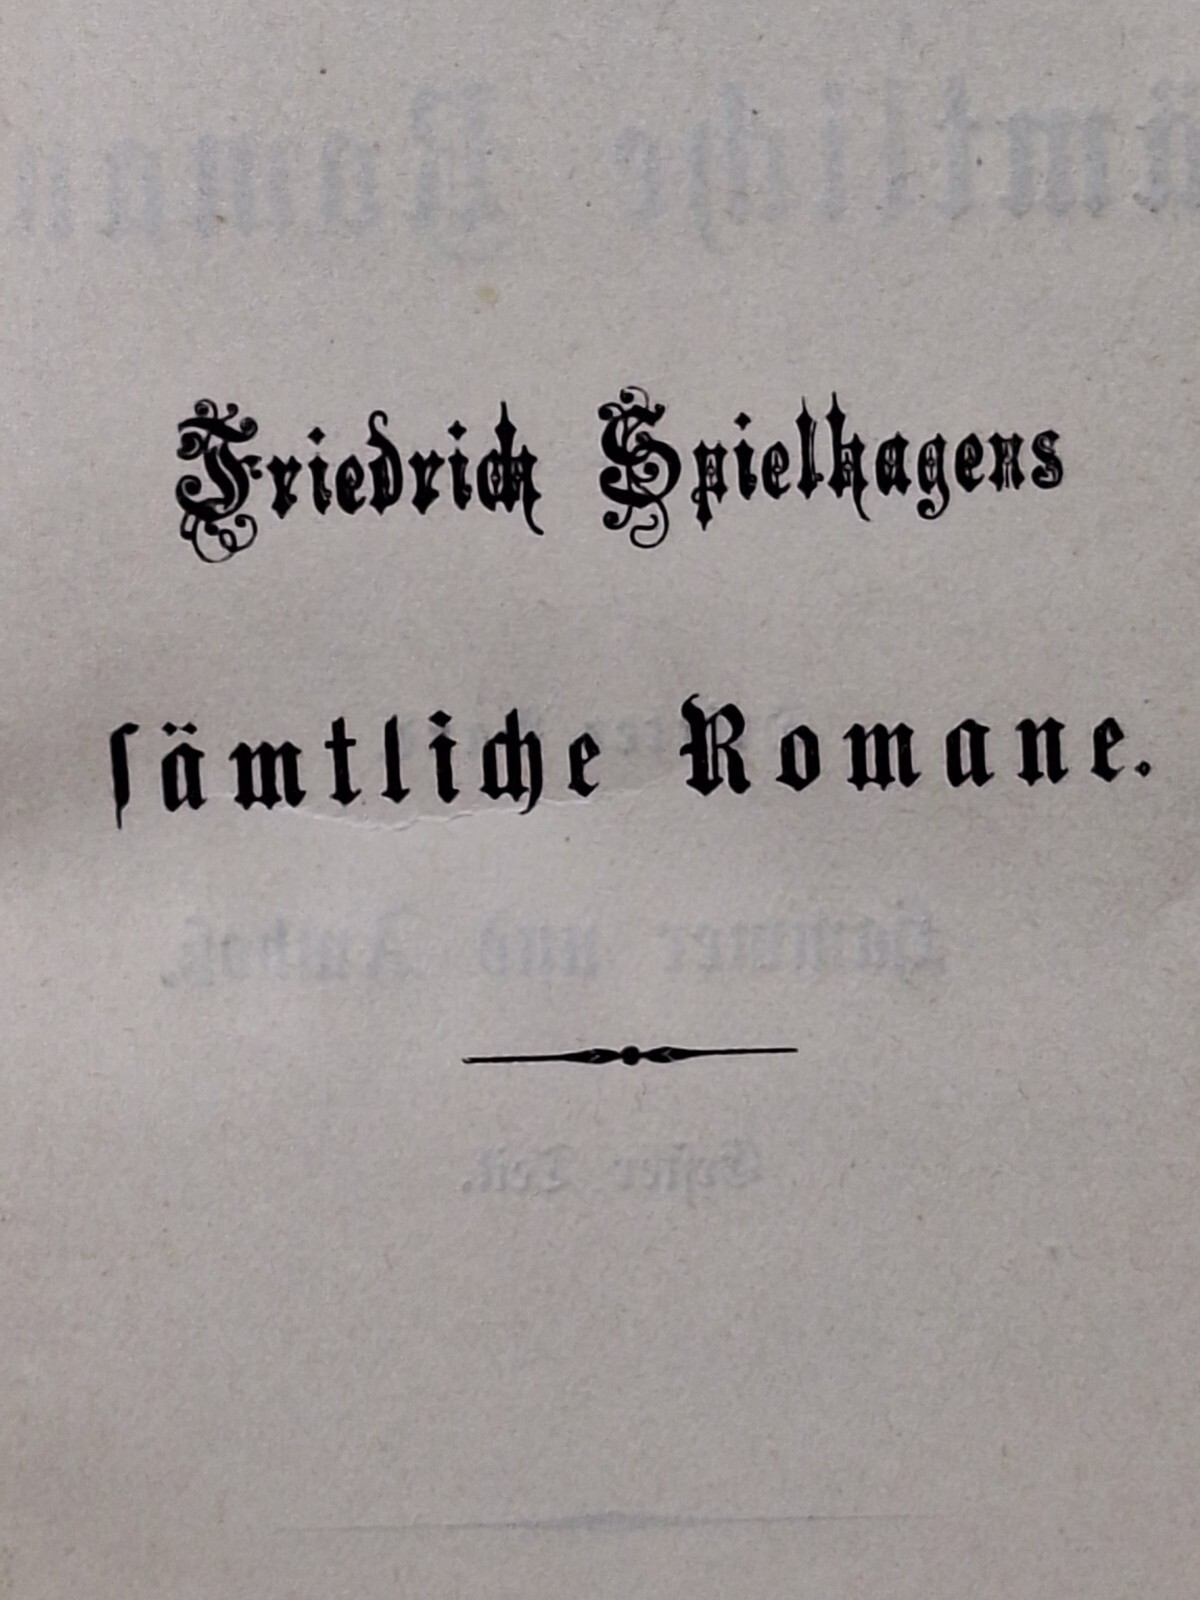 Friedrich Spielhagens
ſämtliche Romane.